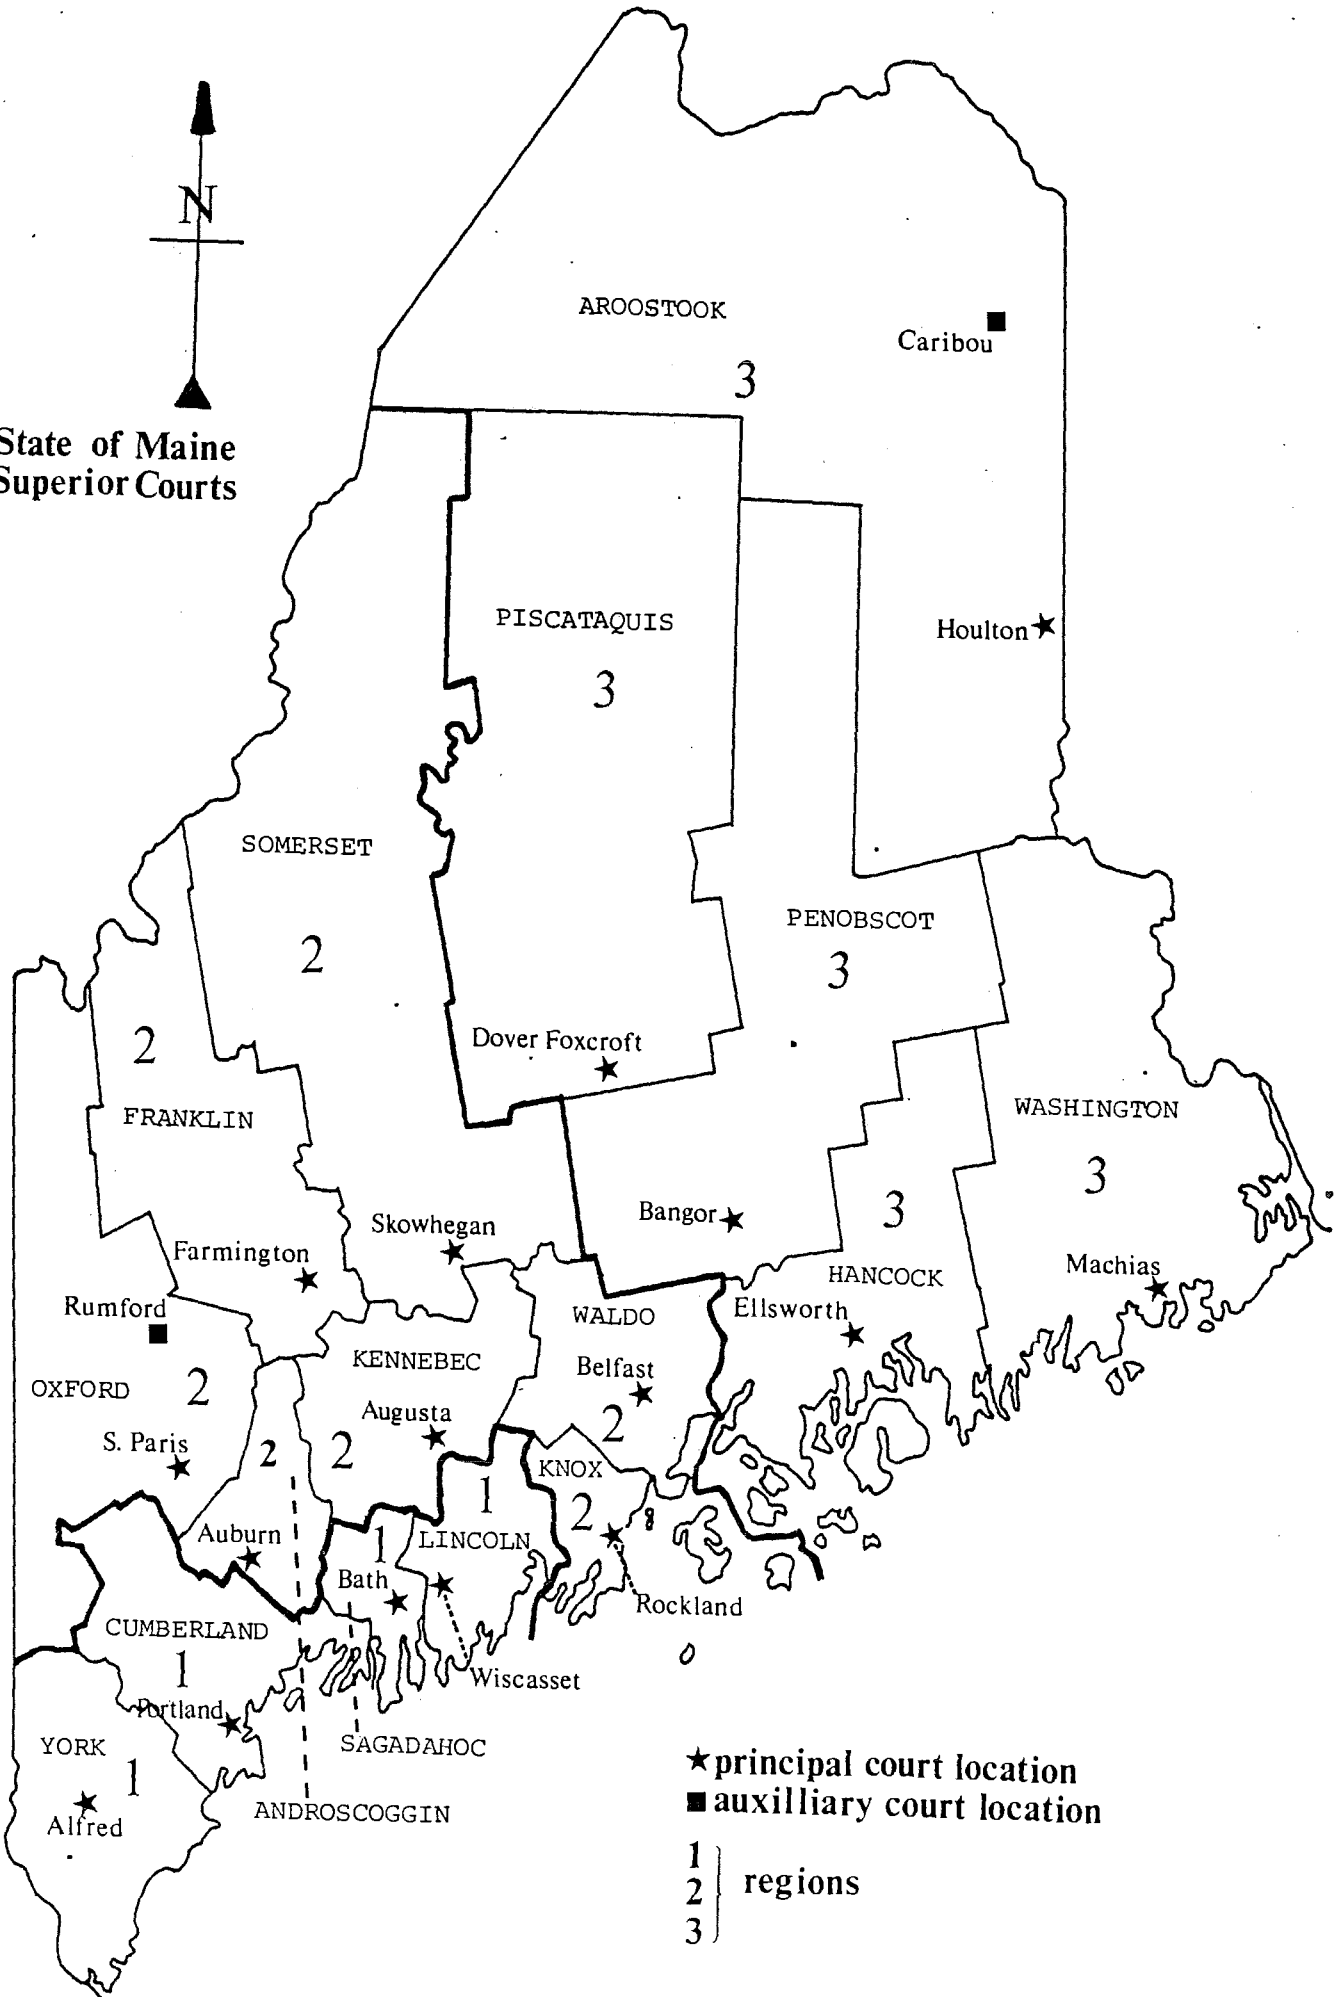 N
State of Maine
Superior Courts
AROOSTOOK
Caribou
3
PISCATAQUIS
3
Houlton
SOMERSET
2
PENOBSCOT
3
2
FRANKLIN
Dover Foxcroft
WASHINGTON
3
3
Bangor
Skowhegan
Farmington
Machias
HANCOCK
Rumford
Ellsworth
WALDO
KENNEBEC
Belfast
2
OXFORD
2
Augusta
S. Paris
2
2
KNOX
2
1
LINCOLN
Auburn
1
Bath
Rockland
CUMBERLAND
1
Wiscasset
Portland
SAGADAHOC
YORK
1
Alfred
ANDROSCOGGIN
principal court location
auxilliary court location
1
2
3
regions